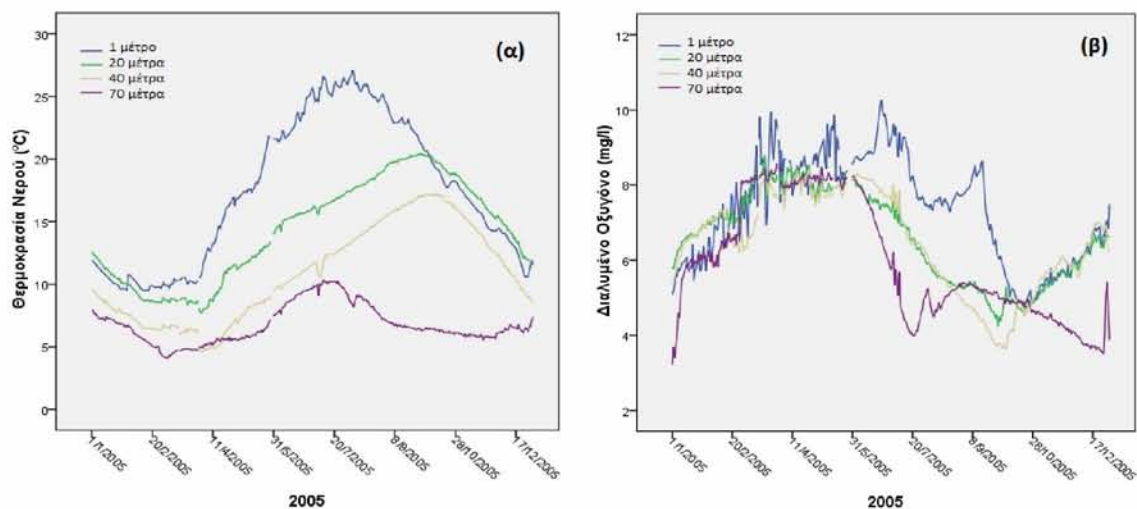 (α)
Θερμοκρασία Νερού (°C)
30
25
20
15
10
5
0
1 μέτρο
20 μέτρα
40 μέτρα
70 μέτρα
1/1/2005
20/2/2005
11/4/2005
31/5/2005
20/7/2005
8/9/2005
28/10/2005
17/12/2005
2005
(β)
Διαλυμένο Οξυγόνο (mg/l)
12
10
8
6
4
2
1 μέτρο
20 μέτρα
40 μέτρα
70 μέτρα
1/1/2005
20/2/2005
11/4/2005
31/5/2005
20/7/2005
8/9/2005
28/10/2005
17/12/2005
2005